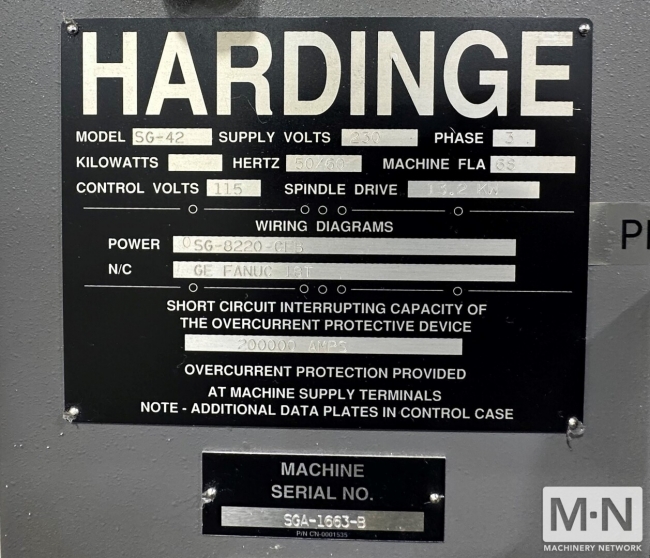 HARDINGE
MODEL SG-42 SUPPLY VOLTS 230 PHASE 3
KILOWATTS HERTZ 50/60 MACHINE FLA 68
CONTROL VOLTS 115 SPINDLE DRIVE 13.2 KW
WIRING DIAGRAMS
POWER SG-8220-
N/C GE FANUC
SHORT CIRCUIT INTERRUPTING CAPACITY OF
THE OVERCURRENT PROTECTIVE DEVICE
200000 AMPS
OVERCURRENT PROTECTION PROVIDED
AT MACHINE SUPPLY TERMINALS
NOTE - ADDITIONAL DATA PLATES IN CONTROL CASE
MACHINE
SERIAL NO.
SGA-1663-B
P/N CN-0001535
M·N
MACHINERY NETWORK